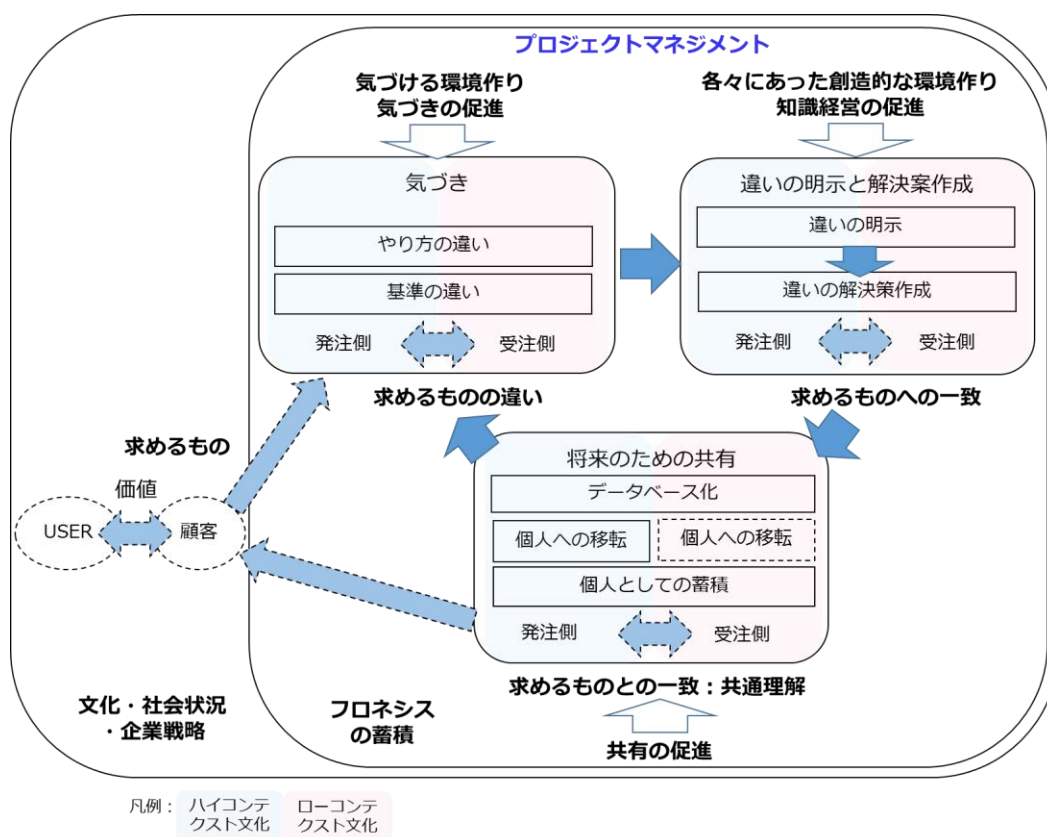 プロジェクトマネジメント
気づける環境作り
気づきの促進
各々にあった創造的な環境作り
知識経営の促進
気づき
やり方の違い
基準の違い
発注側
受注側
求めるものの違い
違いの明示と解決案作成
違いの明示
違いの解決策作成
発注側
受注側
求めるものへの一致
求めるもの
価値
USER
顧客
将来のための共有
データベース化
個人への移転
個人への移転
個人としての蓄積
発注側
受注側
求めるものとの一致：共通理解
共有の促進
文化・社会状況
・企業戦略
フロネシス
の蓄積
凡例：
ハイコンテ
クスト文化
ローコンテ
クスト文化